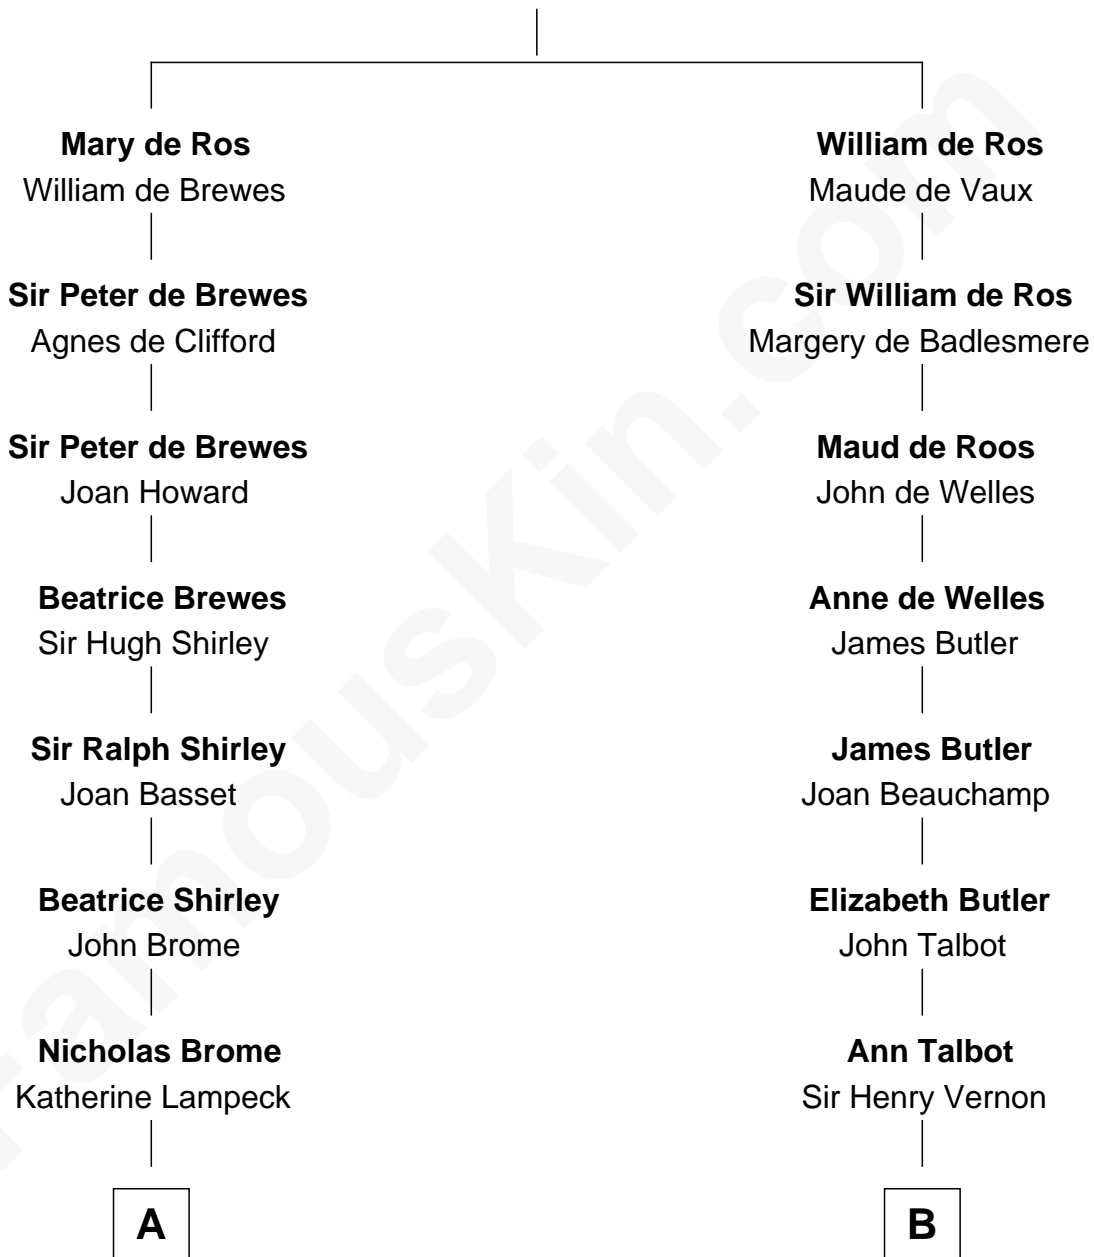 Mary de Ros
William de Brewes
Sir Peter de Brewes
Agnes de Clifford
Sir Peter de Brewes
Joan Howard
Beatrice Brewes
Sir Hugh Shirley
Sir Ralph Shirley
Joan Basset
Beatrice Shirley
John Brome
Nicholas Brome
Katherine Lampeck
A
William de Ros
Maude de Vaux
Sir William de Ros
Margery de Badlesmere
Maud de Roos
John de Welles
Anne de Welles
James Butler
James Butler
Joan Beauchamp
Elizabeth Butler
John Talbot
Ann Talbot
Sir Henry Vernon
B
FamousKin.com